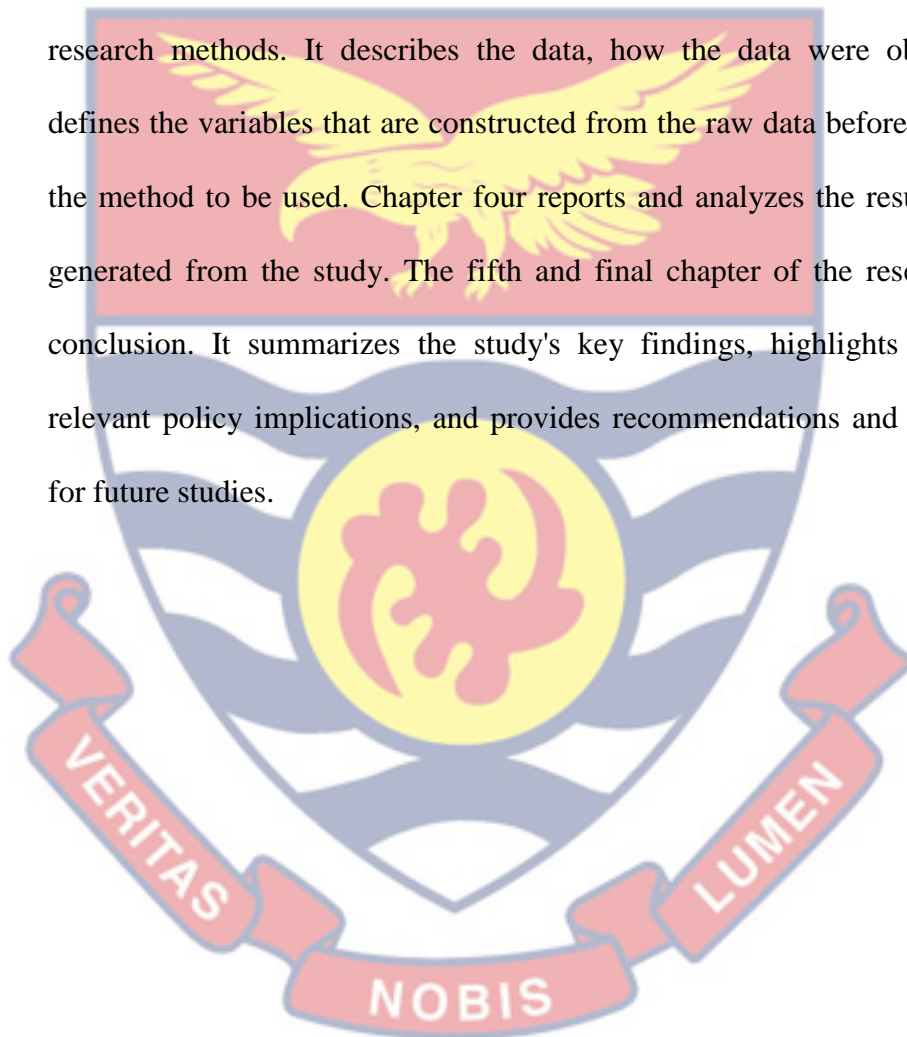 research methods. It describes the data, how the data were ob
defines the variables that are constructed from the raw data before
the method to be used. Chapter four reports and analyzes the resu
generated from the study. The fifth and final chapter of the rese
conclusion. It summarizes the study's key findings, highlights
relevant policy implications, and provides recommendations and
for future studies.
VERITAS
NOBIS
LUMEN